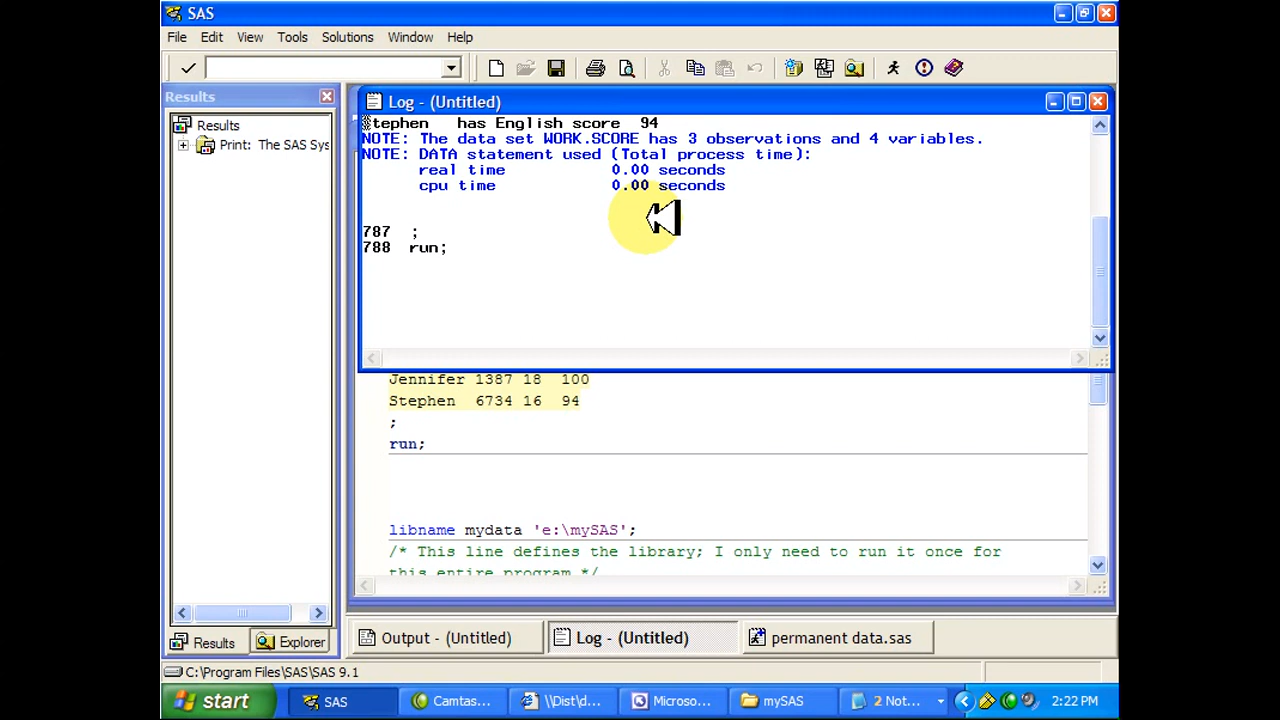 SAS
File Edit View Tools Solutions Window Help
Results
Results
Print: The SAS Sys
Log - (Untitled)
Stephen   has English score  94
NOTE: The data set WORK.SCORE has 3 observations and 4 variables.
NOTE: DATA statement used (Total process time):
real time           0.00 seconds
cpu time            0.00 seconds
787  ;
788  run;
Jennifer 1387 18  100
Stephen  6734 16  94
;
run;
libname mydata 'e:\mySAS';
/* This line defines the library; I only need to run it once for
this entire program */
Results Explorer
Output - (Untitled) Log - (Untitled) permanent data.sas
C:\Program Files\SAS\SAS 9.1
start SAS Camtas... \\Dist\d... Microso... mySAS 2 Not... 2:22 PM